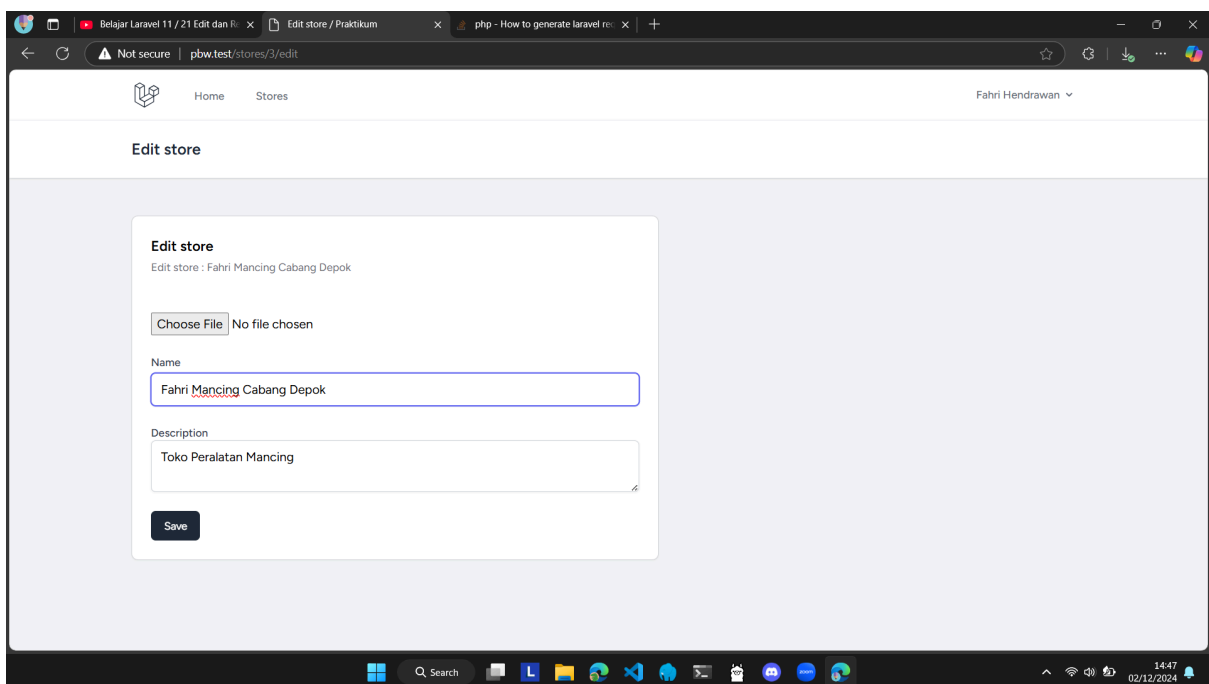 Belajar Laravel 11 / 21 Edit dan Re
Edit store / Praktikum
php - How to generate laravel rec
Not secure
pbw.test/stores/3/edit
Home
Stores
Fahri Hendrawan
Edit store
Edit store
Edit store : Fahri Mancing Cabang Depok
Choose File No file chosen
Name
Fahri Mancing Cabang Depok
Description
Toko Peralatan Mancing
Save
Search
L
zoom
14:47
02/12/2024